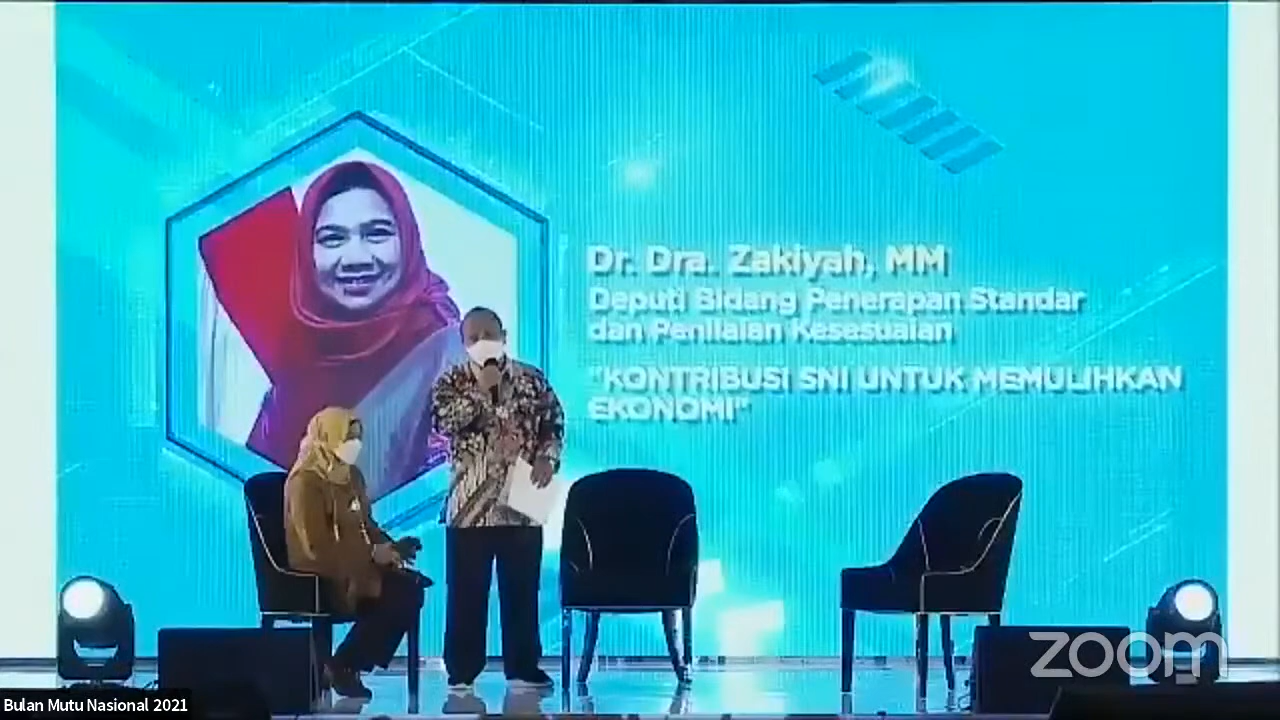 Dr. Dra. Zakiyah, MM
Deputi Bidang Penerapan Standar
dan Penilaian Kesesuaian
"KONTRIBUSI SNI UNTUK MEMULIHKAN
EKONOMI"
zoom
Bulan Mutu Nasional 2021